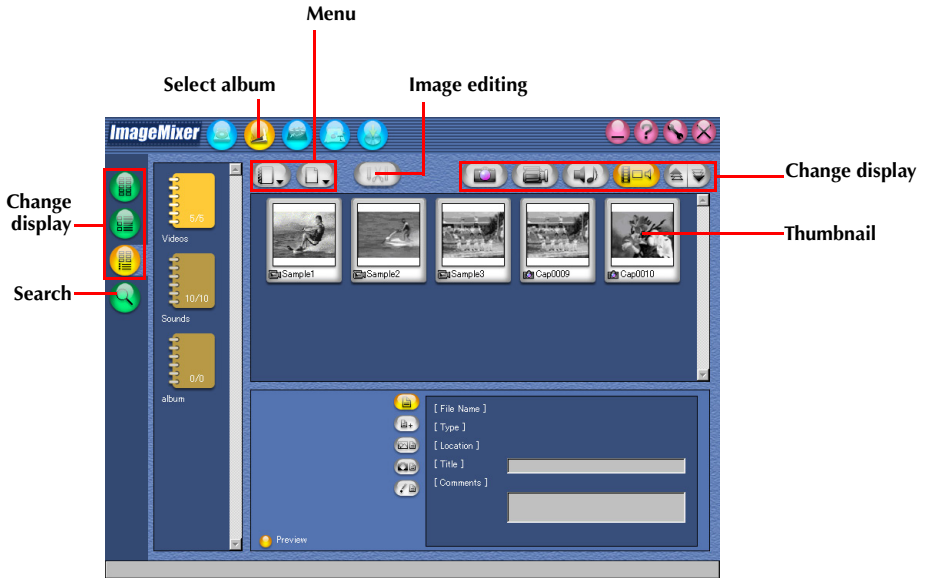 Menu
Select album
Image editing
ImageMixer
Change display
Change display
Thumbnail
Search
5/5
Videos
10/10
Sounds
0/0
album
Sample1
Sample2
Sample3
Cap0009
Cap0010
[ File Name ]
[ Type ]
[ Location ]
[ Title ]
[ Comments ]
Preview